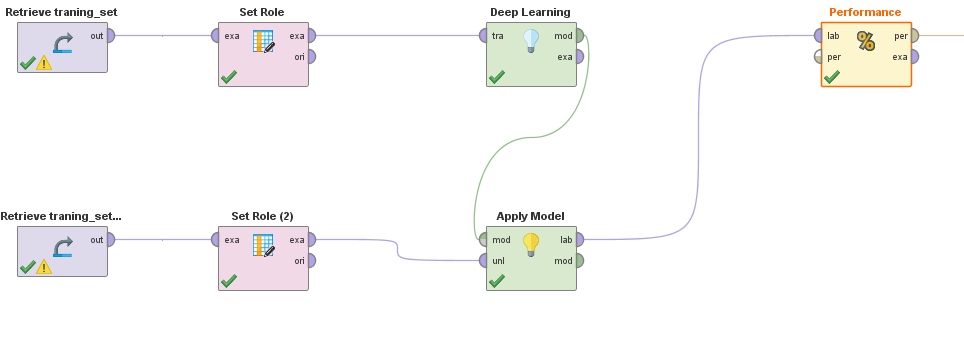 Retrieve traning_set
Set Role
Deep Learning
Performance
out
exa
exa
ori
tra
mod
exa
lab
per
per
exa
%
Retrieve traning_set...
Set Role (2)
Apply Model
out
exa
exa
ori
mod
unl
lab
mod